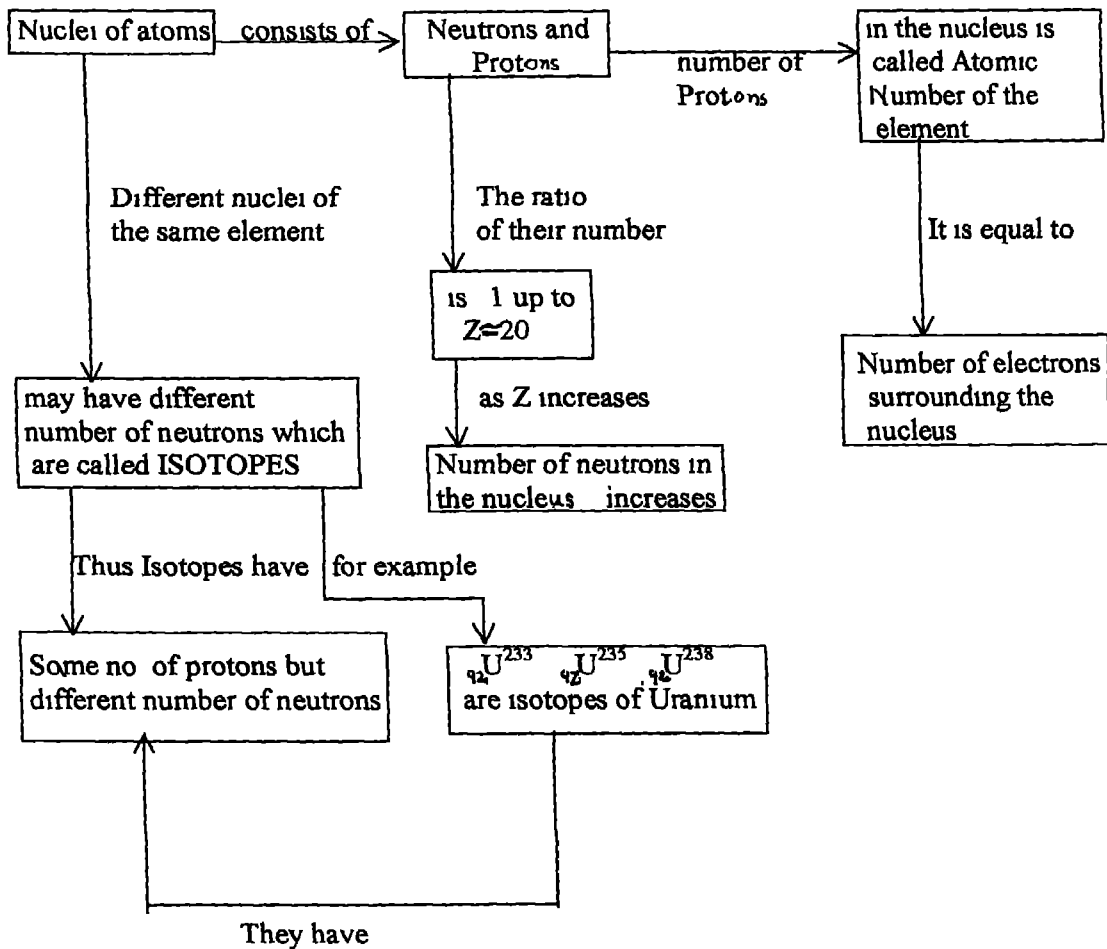 Nuclei of atoms
consists of
Neutrons and
Protons
number of
Protons
in the nucleus is
called Atomic
Number of the
element
Different nuclei of
the same element
The ratio
of their number
It is equal to
is 1 up to
Z=20
Number of electrons
surrounding the
nucleus
as Z increases
may have different
number of neutrons which
are called ISOTOPES
Number of neutrons in
the nucleus increases
Thus Isotopes have
for example
Some no of protons but
different number of neutrons
₉₂U²³³ ₉₂U²³⁵ ₉₂U²³⁸
are isotopes of Uranium
They have